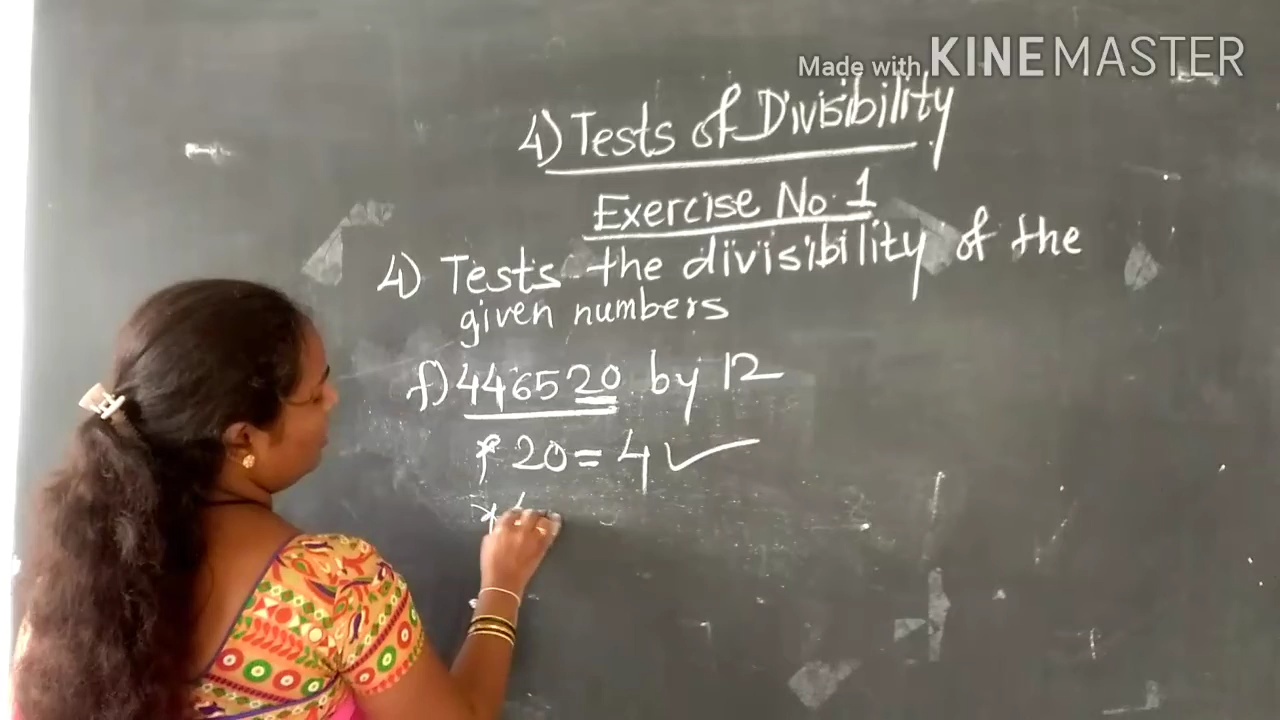 Made with KINEMASTER
4) Tests of Divisibility
Exercise No. 1
4) Tests the divisibility of the
given numbers
f) 446520 by 12
* 20 = 4 ✓
*